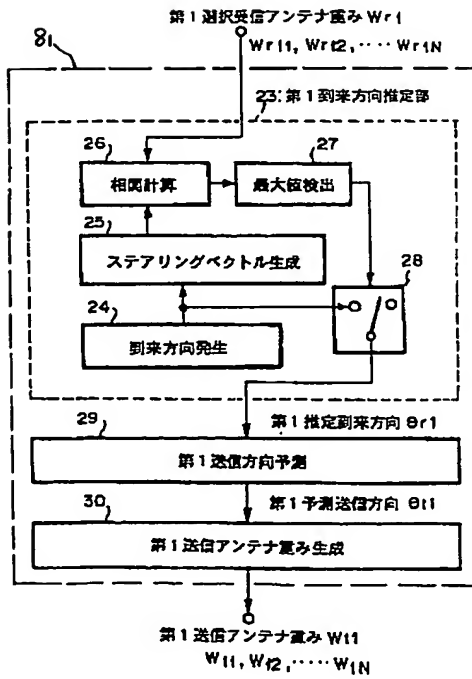 第1選択受信アンテナ重み Wr1
Wr11, Wr12, ‥‥ Wr1N
81
23:第1到来方向推定部
26
相関計算
27
最大値検出
25
ステアリングベクトル生成
28
24
到来方向発生
第1推定到来方向 θr1
29
第1送信方向予測
第1予測送信方向 θt1
30
第1送信アンテナ重み生成
第1送信アンテナ重み Wt1
Wt1, Wt2, ‥‥‥ W1N